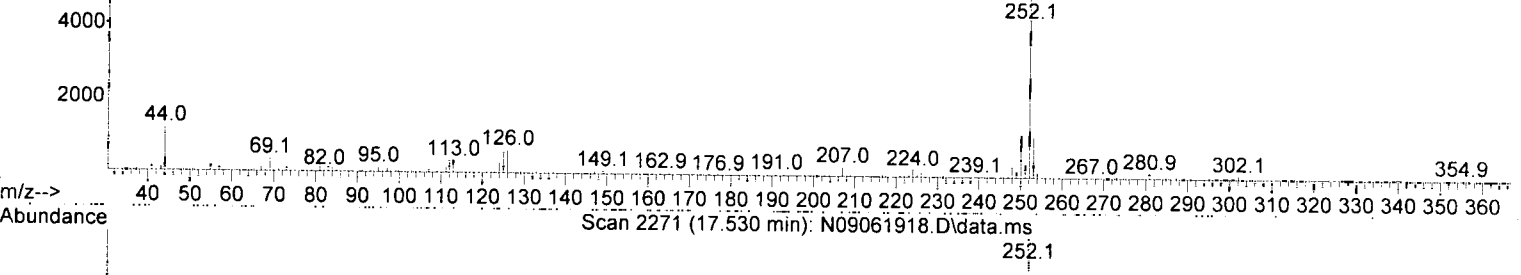 4000
252.1
2000
44.0
69.1 82.0 95.0 113.0 126.0 149.1 162.9 176.9 191.0 207.0 224.0 239.1 267.0 280.9 302.1 354.9
m/z--> 40 50 60 70 80 90 100 110 120 130 140 150 160 170 180 190 200 210 220 230 240 250 260 270 280 290 300 310 320 330 340 350 360
Abundance
Scan 2271 (17.530 min): N09061918.D\data.ms
252.1